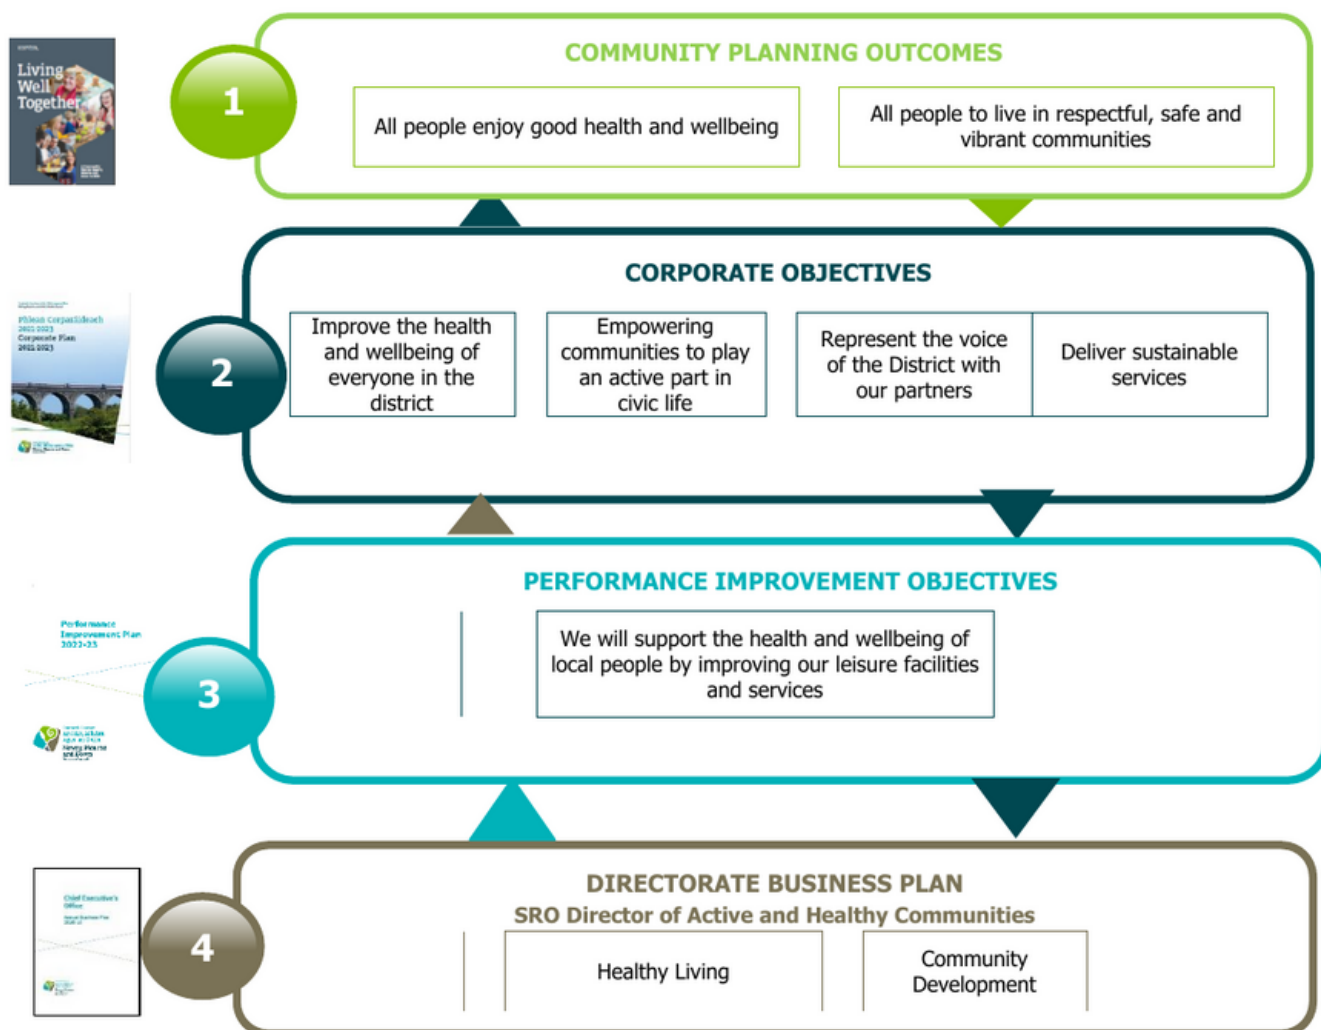 COMMUNITY PLANNING OUTCOMES
Living
Well
Together
1
All people enjoy good health and wellbeing
All people to live in respectful, safe and
vibrant communities
CORPORATE OBJECTIVES
Phlean Corparáideach
2021-2023
Corporate Plan
2021-2023
2
Improve the health
and wellbeing of
everyone in the
district
Empowering
communities to play
an active part in
civic life
Represent the voice
of the District with
our partners
Deliver sustainable
services
PERFORMANCE IMPROVEMENT OBJECTIVES
Performance
Improvement Plan
2022-23
3
We will support the health and wellbeing of
local people by improving our leisure facilities
and services
Newry, Mourne
and Down
DIRECTORATE BUSINESS PLAN
SRO Director of Active and Healthy Communities
Chief Executive's
Office
4
Healthy Living
Community
Development